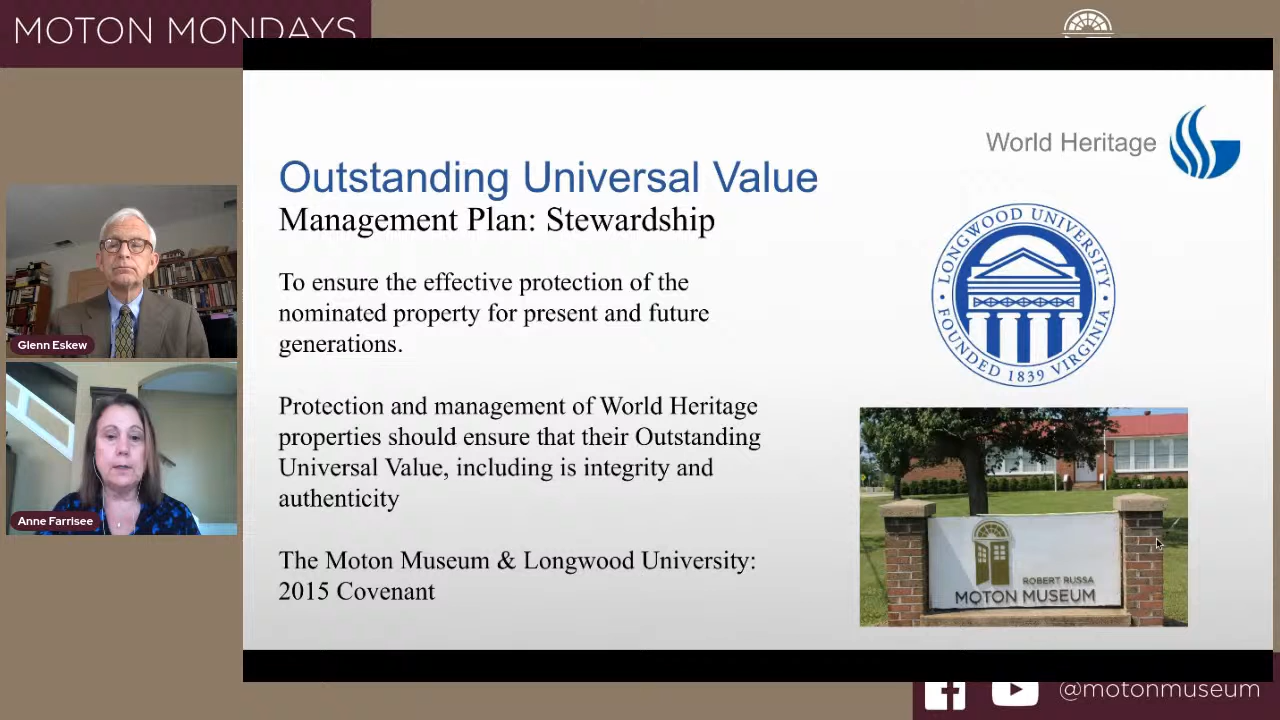 MOTON MONDAYS
World Heritage
Outstanding Universal Value
Management Plan: Stewardship
To ensure the effective protection of the
nominated property for present and future
generations.
Protection and management of World Heritage
properties should ensure that their Outstanding
Universal Value, including is integrity and
authenticity
The Moton Museum & Longwood University:
2015 Covenant
LONGWOOD UNIVERSITY
FOUNDED 1839 VIRGINIA
ROBERT RUSSA
MOTON MUSEUM
Glenn Eskew
Anne Farrisee
@motonmuseum